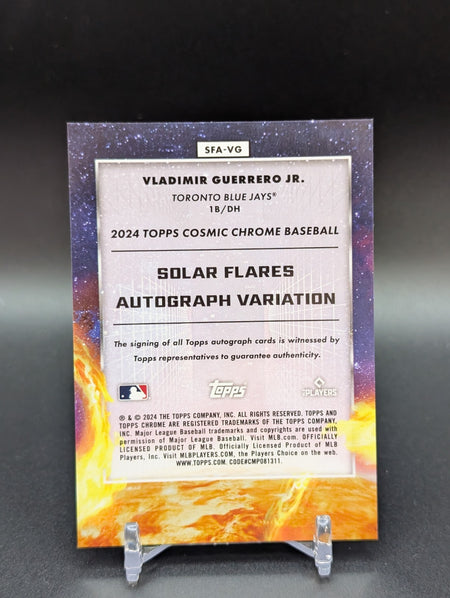 SFA-VG
VLADIMIR GUERRERO JR.
TORONTO BLUE JAYS®
1B/DH
2024 TOPPS COSMIC CHROME BASEBALL
SOLAR FLARES
AUTOGRAPH VARIATION
The signing of all Topps autograph cards is witnessed by
Topps representatives to guarantee authenticity.
Topps
PLAYERS
® & © 2024 THE TOPPS COMPANY, INC. ALL RIGHTS RESERVED. TOPPS AND
TOPPS CHROME ARE REGISTERED TRADEMARKS OF THE TOPPS COMPANY,
INC. Major League Baseball trademarks and copyrights are used with
permission of Major League Baseball. Visit MLB.com. OFFICIALLY
LICENSED PRODUCT OF MLB. Officially Licensed Product of MLB
Players, Inc. Visit MLBPLAYERS.COM, the Players Choice on the web.
WWW.TOPPS.COM. CODE#CMP081311.